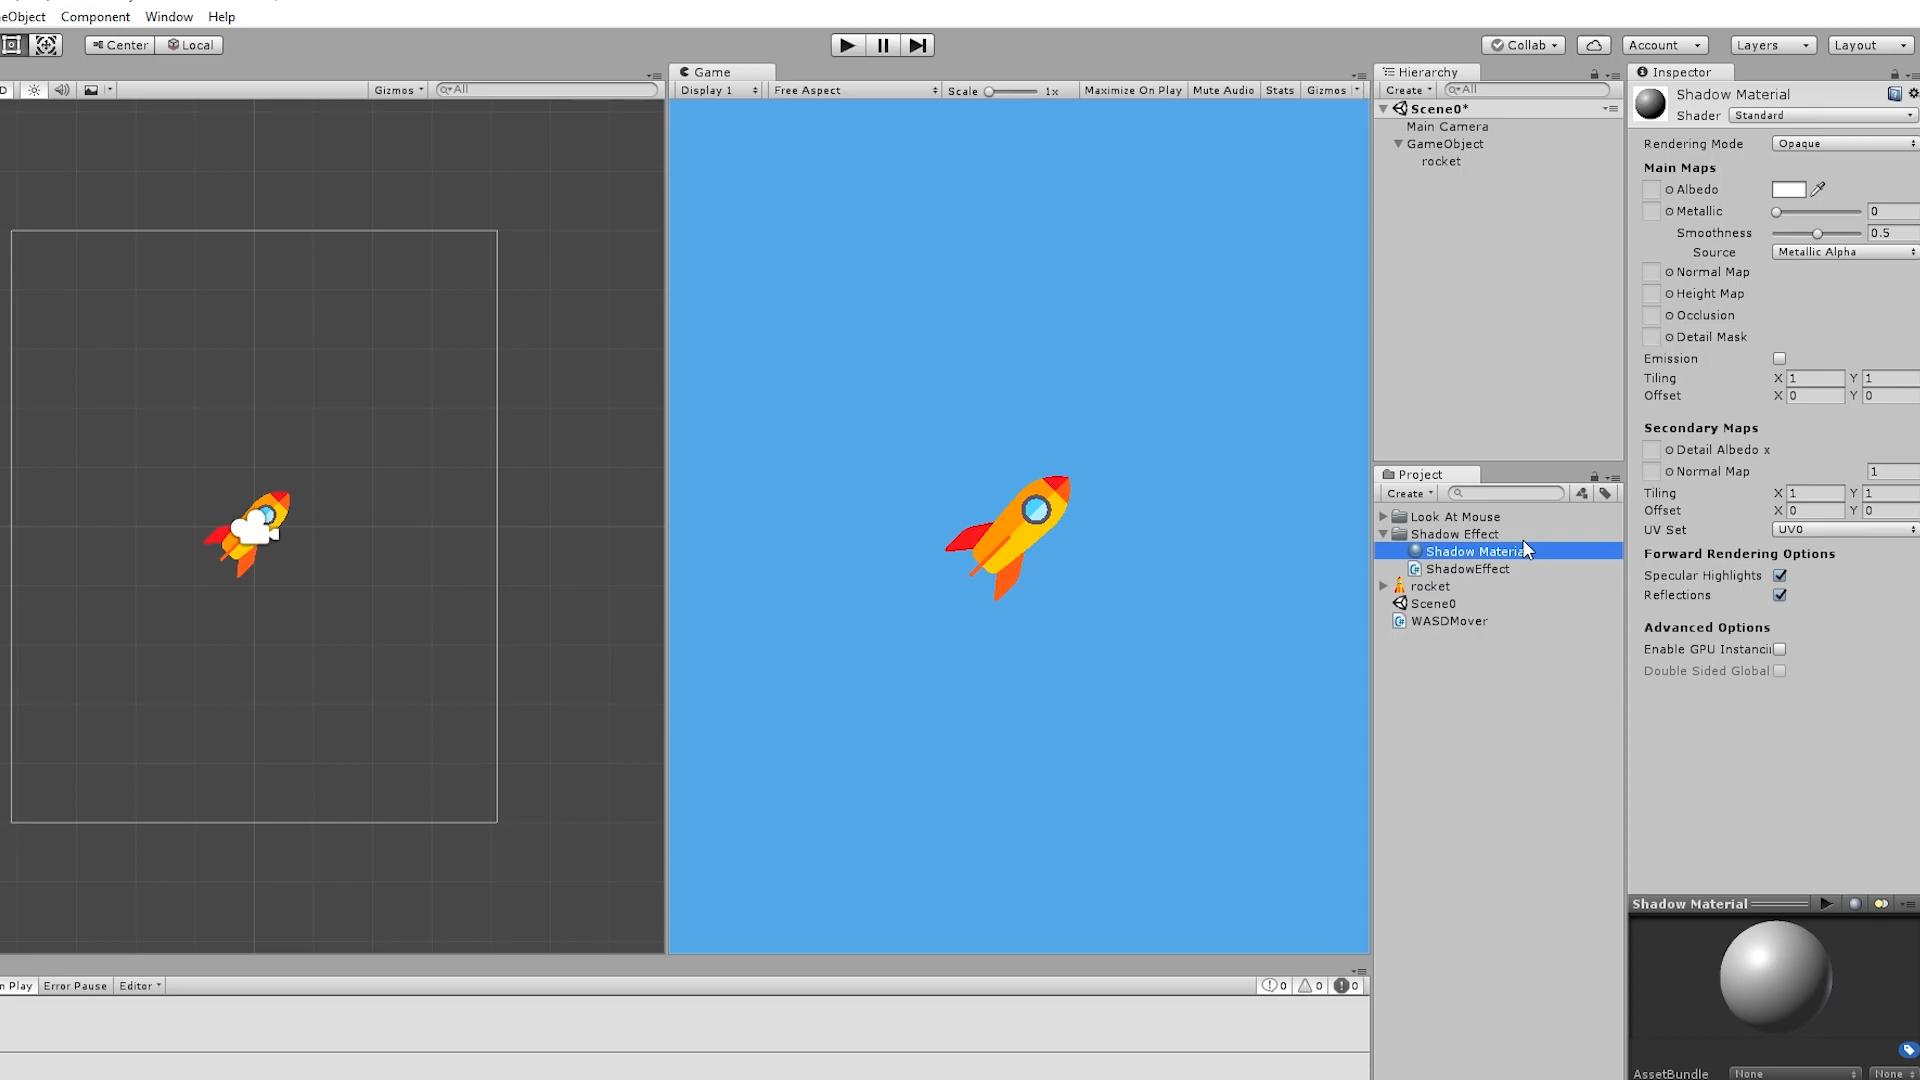 eObject Component Window Help
Center Local Collab Account Layers Layout
Game Hierarchy Inspector
D Gizmos All Display 1 Free Aspect Scale 1x Maximize On Play Mute Audio Stats Gizmos Create All
Scene0*
Main Camera
GameObject
rocket
Shadow Material
Shader Standard
Rendering Mode Opaque
Main Maps
Albedo
Metallic 0
Smoothness 0.5
Source Metallic Alpha
Normal Map
Height Map
Occlusion
Detail Mask
Emission
Tiling X 1 Y 1
Offset X 0 Y 0
Secondary Maps
Detail Albedo x
Normal Map 1
Tiling X 1 Y 1
Offset X 0 Y 0
UV Set UV0
Forward Rendering Options
Specular Highlights
Reflections
Advanced Options
Enable GPU Instanci
Double Sided Global
Project
Create
Look At Mouse
Shadow Effect
Shadow Materia
ShadowEffect
rocket
Scene0
WASDMover
Shadow Material
AssetBundle None None
n Play Error Pause Editor 0 0 0